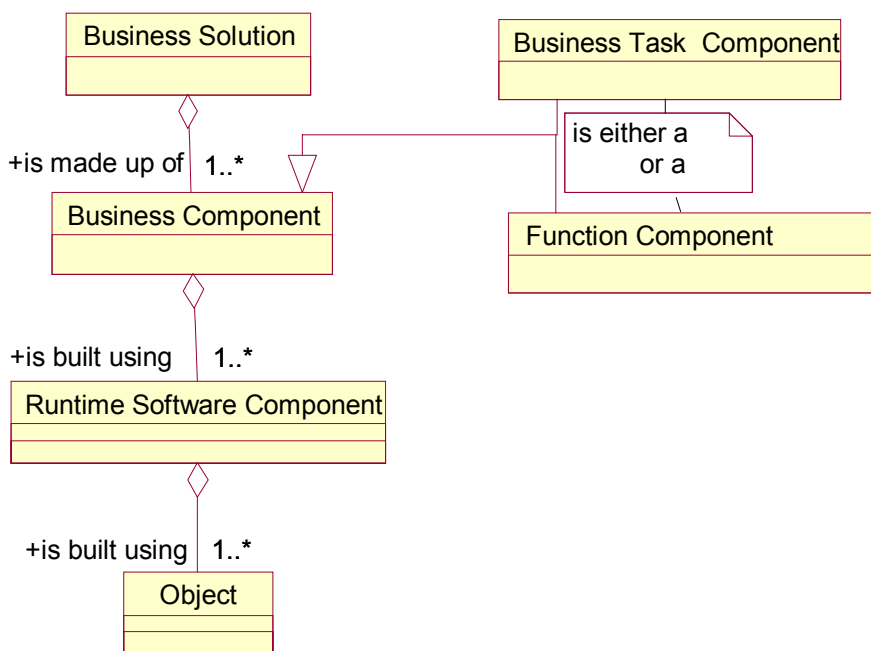 Business Solution
Business Task  Component
is either a
or a
+is made up of 1..*
Business Component
Function Component
+is built using 1..*
Runtime Software Component
+is built using 1..*
Object